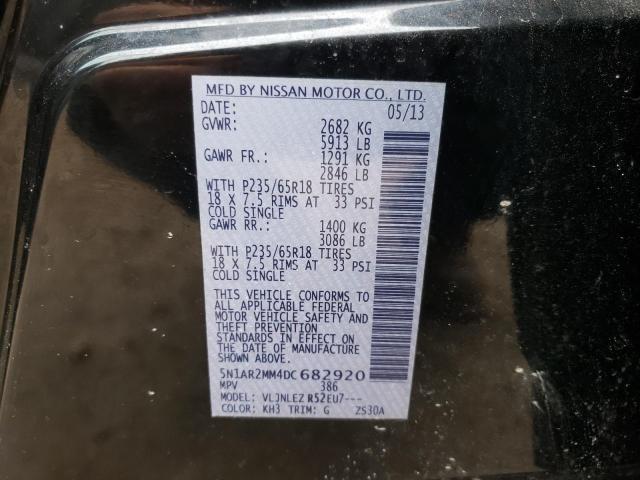 MFD BY NISSAN MOTOR CO., LTD.
DATE: 05/13
GVWR: 2682 KG
5913 LB
GAWR FR.: 1291 KG
2846 LB
WITH P235/65R18 TIRES
18 X 7.5 RIMS AT 33 PSI
COLD SINGLE
GAWR RR.: 1400 KG
3086 LB
WITH P235/65R18 TIRES
18 X 7.5 RIMS AT 33 PSI
COLD SINGLE
THIS VEHICLE CONFORMS TO
ALL APPLICABLE FEDERAL
MOTOR VEHICLE SAFETY AND
THEFT PREVENTION
STANDARDS IN EFFECT ON
THE DATE OF MANUFACTURE
SHOWN ABOVE.
5N1AR2MM4DC682920
MPV 386
MODEL: VLJNLEZ R52EU7---
COLOR: KH3 TRIM: G ZS30A